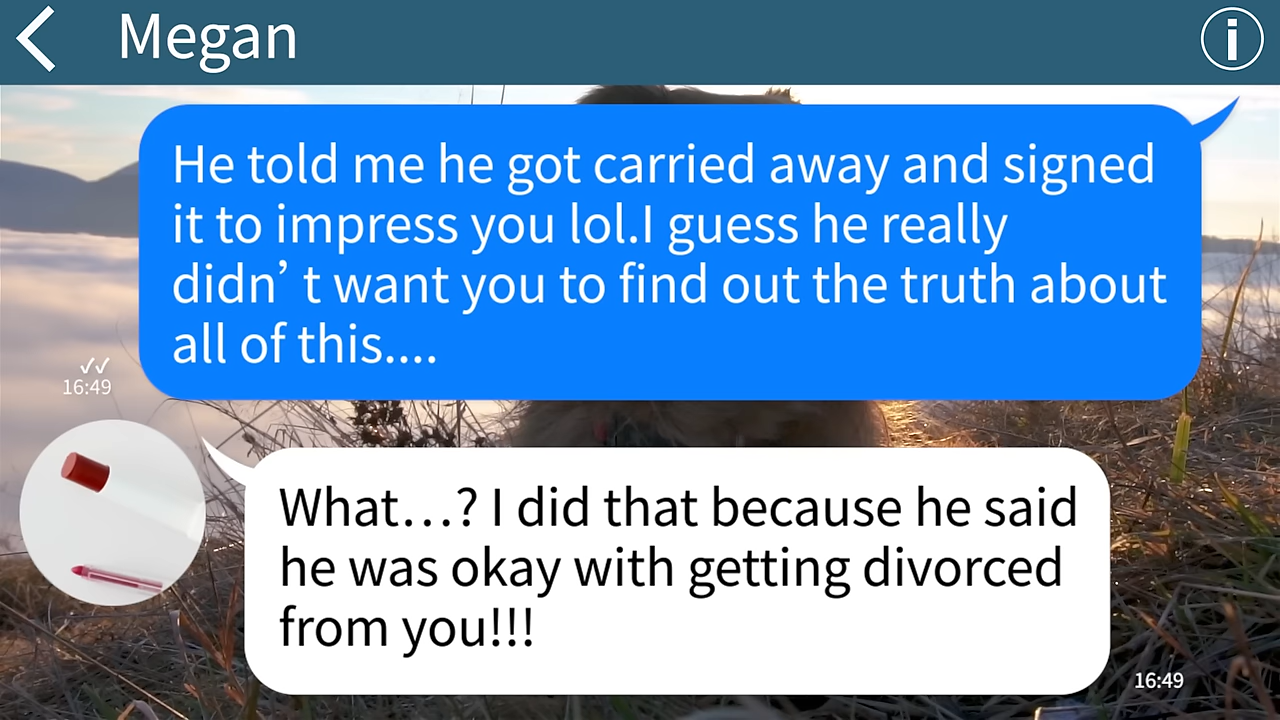 Megan
He told me he got carried away and signed
it to impress you lol.I guess he really
didn’ t want you to find out the truth about
all of this....
16:49
What…? I did that because he said
he was okay with getting divorced
from you!!!
16:49